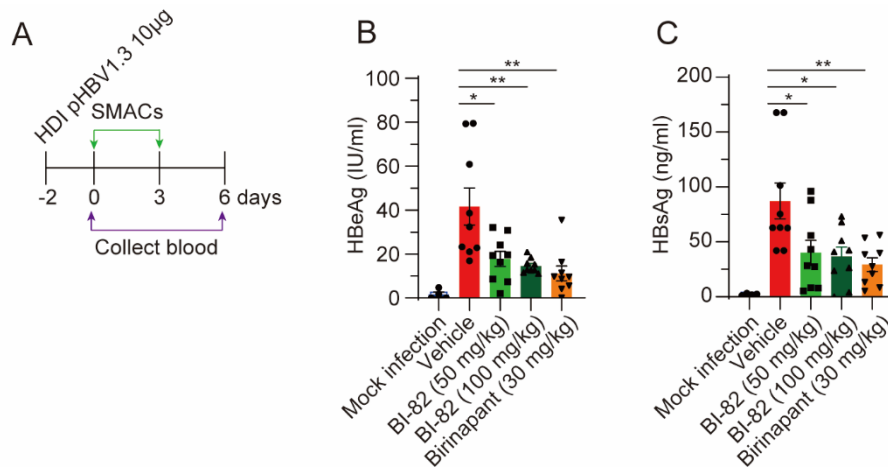 A
HDI pHBV1.3 10μg
SMACs
-2
0
3
6 days
Collect blood
B
**
**
*
HBeAg (IU/ml)
100
80
60
40
20
0
Mock infection
Vehicle
BI-82 (50 mg/kg)
BI-82 (100 mg/kg)
Birinapant (30 mg/kg)
C
**
*
*
HBsAg (ng/ml)
200
150
100
50
0
Mock infection
Vehicle
BI-82 (50 mg/kg)
BI-82 (100 mg/kg)
Birinapant (30 mg/kg)